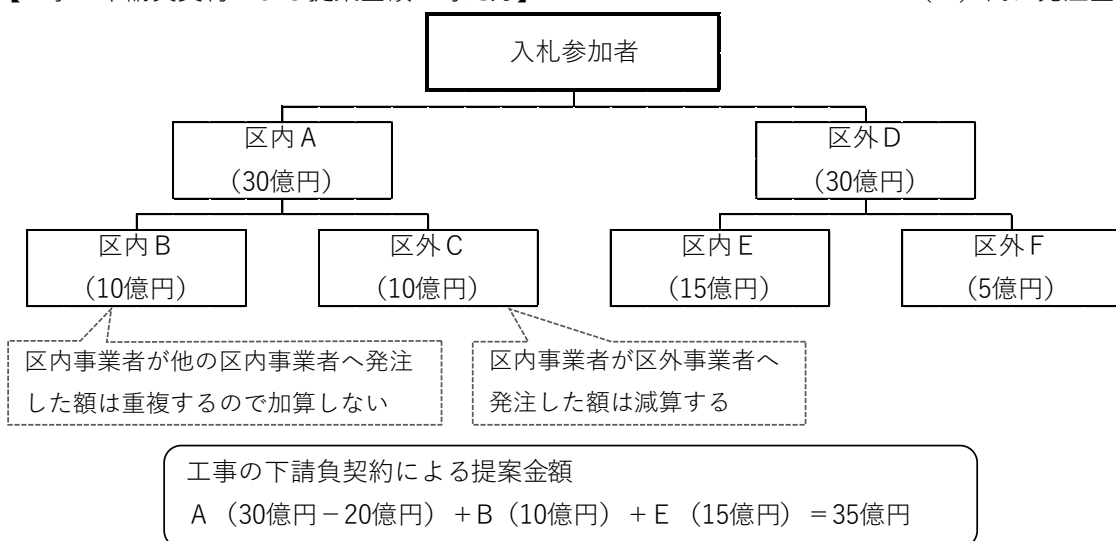 入札参加者
区内A
(30億円)
区外D
(30億円)
区内B
(10億円)
区外C
(10億円)
区内E
(15億円)
区外F
(5億円)
区内事業者が他の区内事業者へ発注
した額は重複するので加算しない
区内事業者が区外事業者へ
発注した額は減算する
工事の下請負契約による提案金額
A (30億円－20億円) ＋B (10億円) ＋E (15億円) ＝35億円